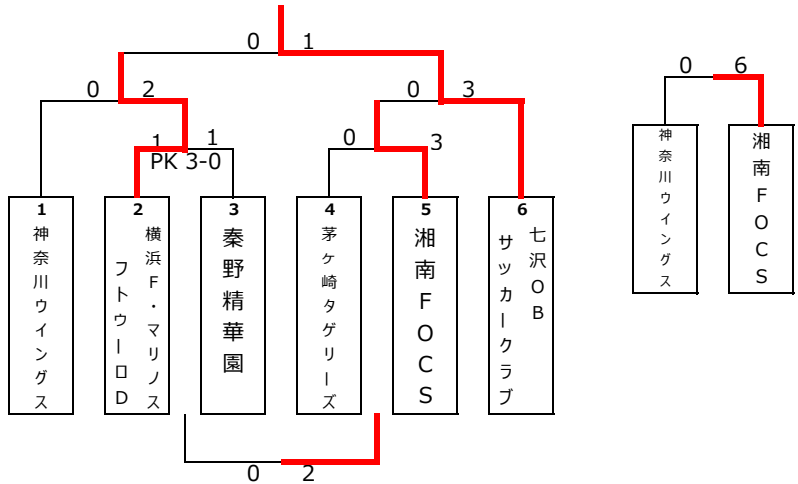 0 1
0 6
0 2
0 3
1 1
0 3
PK 3-0
1
神奈川ウイングス
2
横浜F・マリノス
フトゥーロD
3
秦野精華園
4
茅ヶ崎タゲリーズ
5
湘南FOCS
6
七沢OB
サッカークラブ
神奈川ウイングス
湘南FOCS
0 2